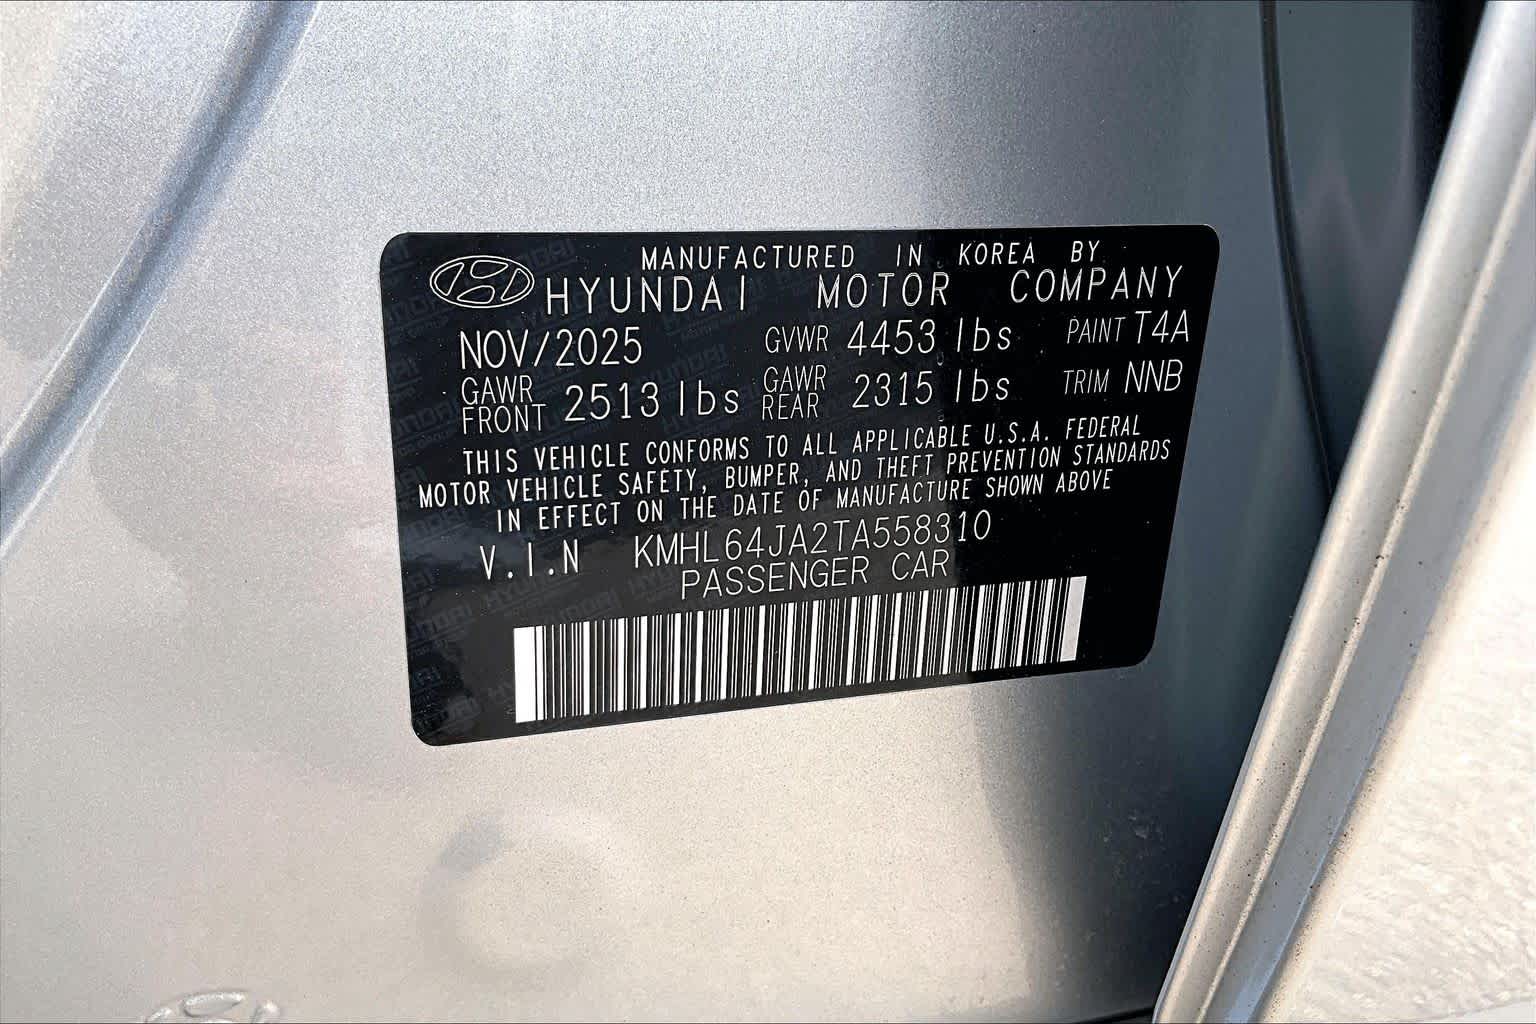 MANUFACTURED IN KOREA BY
HYUNDAI MOTOR COMPANY
NOV/2025 GVWR 4453 lbs PAINT T4A
GAWR FRONT 2513 lbs GAWR REAR 2315 lbs TRIM NNB
THIS VEHICLE CONFORMS TO ALL APPLICABLE U.S.A. FEDERAL
MOTOR VEHICLE SAFETY, BUMPER, AND THEFT PREVENTION STANDARDS
IN EFFECT ON THE DATE OF MANUFACTURE SHOWN ABOVE
V.I.N KMHL64JA2TA558310
PASSENGER CAR